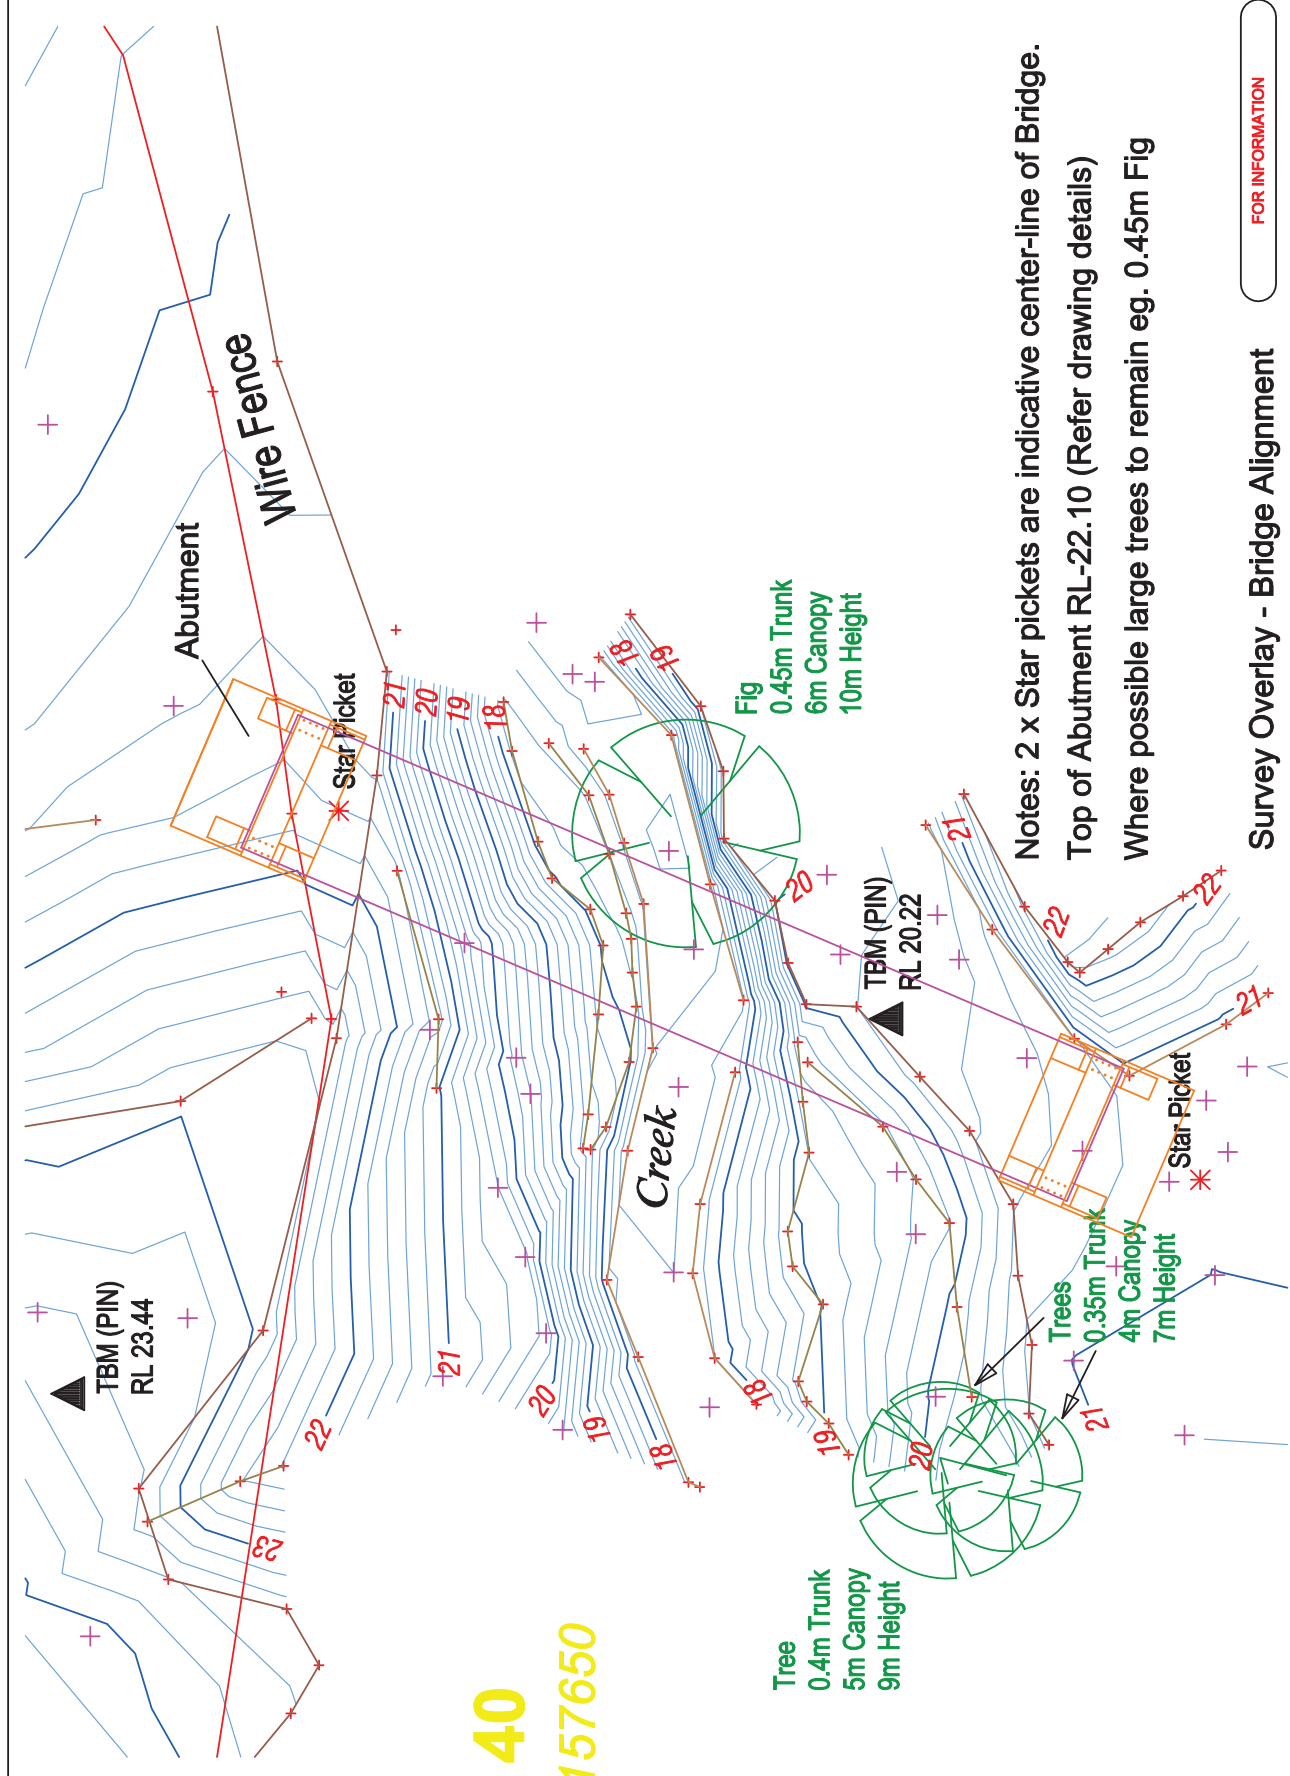 Wire Fence
Abutment
Star Picket
21
20
19
18
18
19
Fig
0.45m Trunk
6m Canopy
10m Height
20
TBM (PIN)
RL 20.22
21
22
22
21
Star Picket
Creek
TBM (PIN)
RL 23.44
22
21
20
19
18
18
19
20
21
23
Trees
0.35m Trunk
4m Canopy
7m Height
Tree
0.4m Trunk
5m Canopy
9m Height
40
157650
Notes: 2 x Star pickets are indicative center-line of Bridge.
Top of Abutment RL-22.10 (Refer drawing details)
Where possible large trees to remain eg. 0.45m Fig
Survey Overlay - Bridge Alignment
FOR INFORMATION